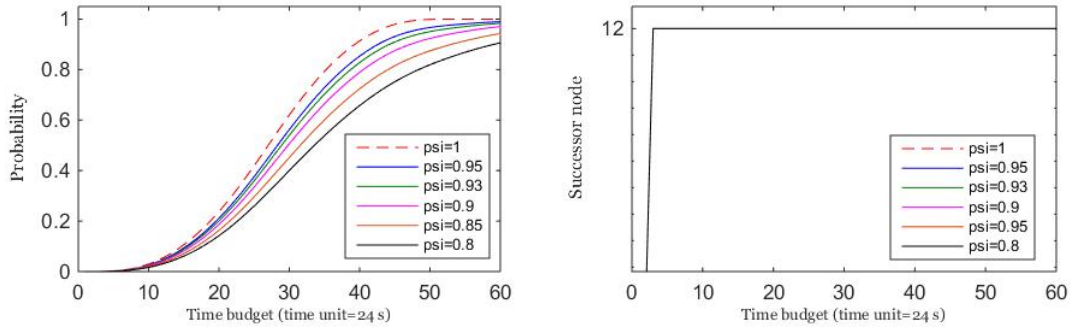 1
0.8
0.6
0.4
0.2
0
Probability
psi=1
psi=0.95
psi=0.93
psi=0.9
psi=0.85
psi=0.8
0 10 20 30 40 50 60
Time budget (time unit=24 s)
12
Successor node
psi=1
psi=0.95
psi=0.93
psi=0.9
psi=0.95
psi=0.8
0 10 20 30 40 50 60
Time budget (time unit=24 s)